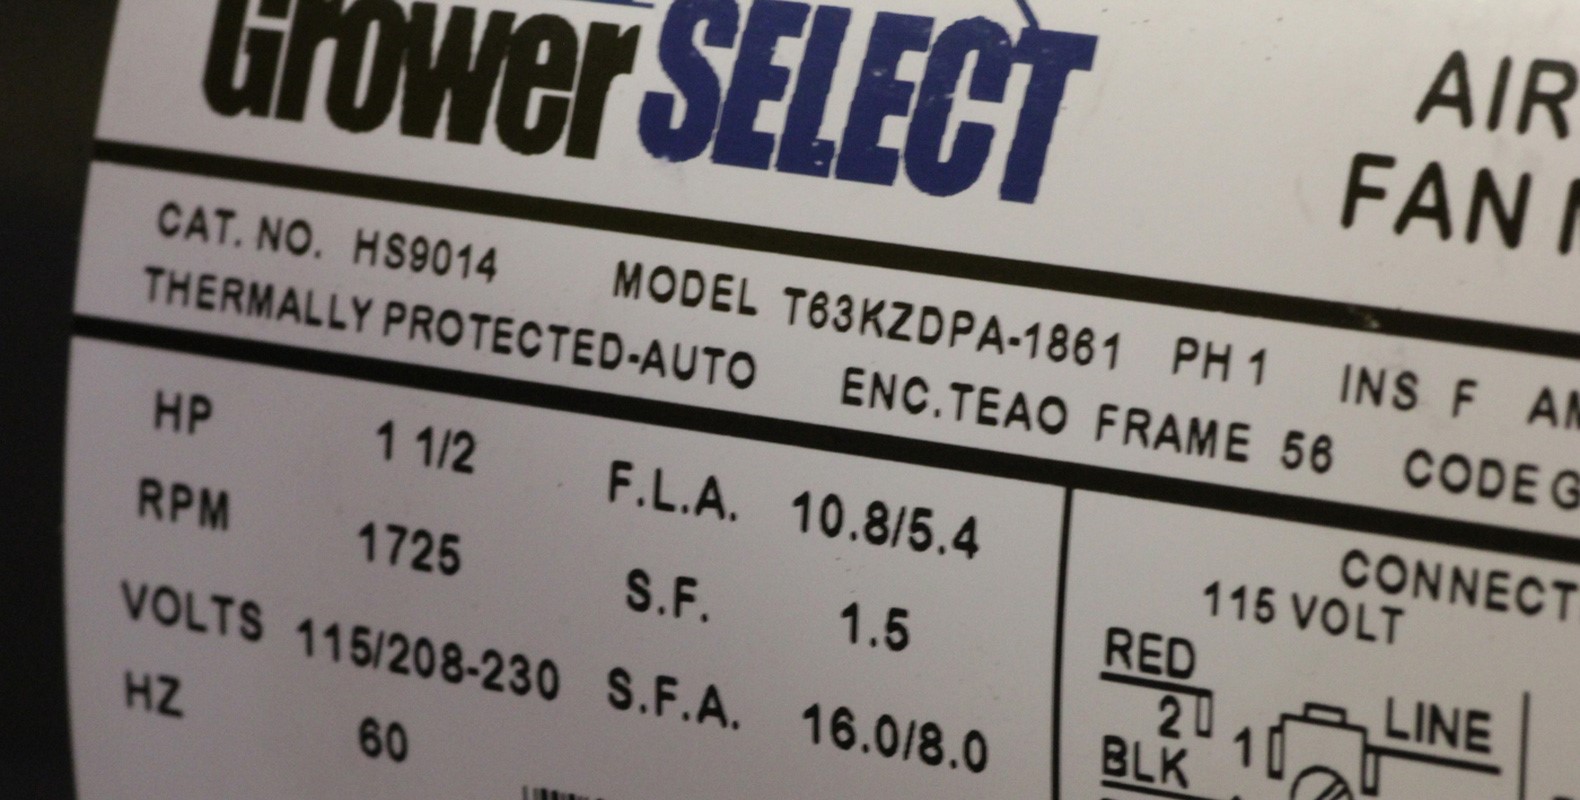 Grower SELECT
AIR
FAN
CAT. NO. HS9014 MODEL T63KZDPA-1861 PH 1 INS F
THERMALLY PROTECTED-AUTO ENC.TEAO FRAME 56 CODE G
HP 1 1/2 F.L.A. 10.8/5.4
RPM 1725 S.F. 1.5
VOLTS 115/208-230 S.F.A. 16.0/8.0
HZ 60
CONNECT
115 VOLT
RED
2
1
LINE
BLK